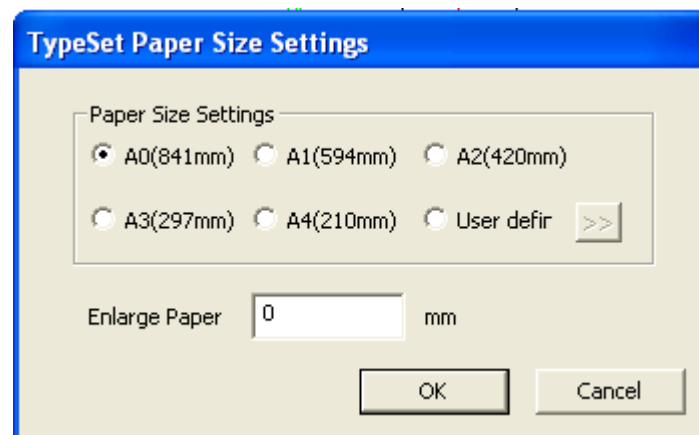 TypeSet Paper Size Settings
Paper Size Settings
A0(841mm) A1(594mm) A2(420mm)
A3(297mm) A4(210mm) User defir >>
Enlarge Paper 0 mm
OK Cancel